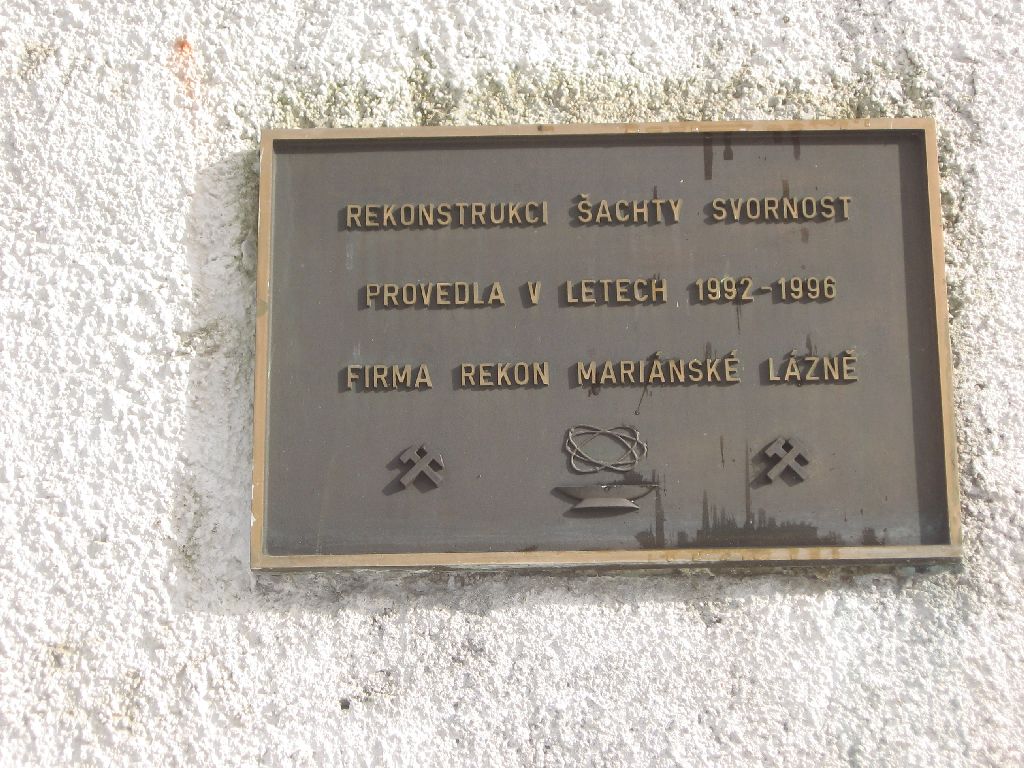 REKONSTRUKCI ŠACHTY SVORNOST
PROVEDLA V LETECH 1992-1996
FIRMA REKON MARIÁNSKÉ LÁZNĚ